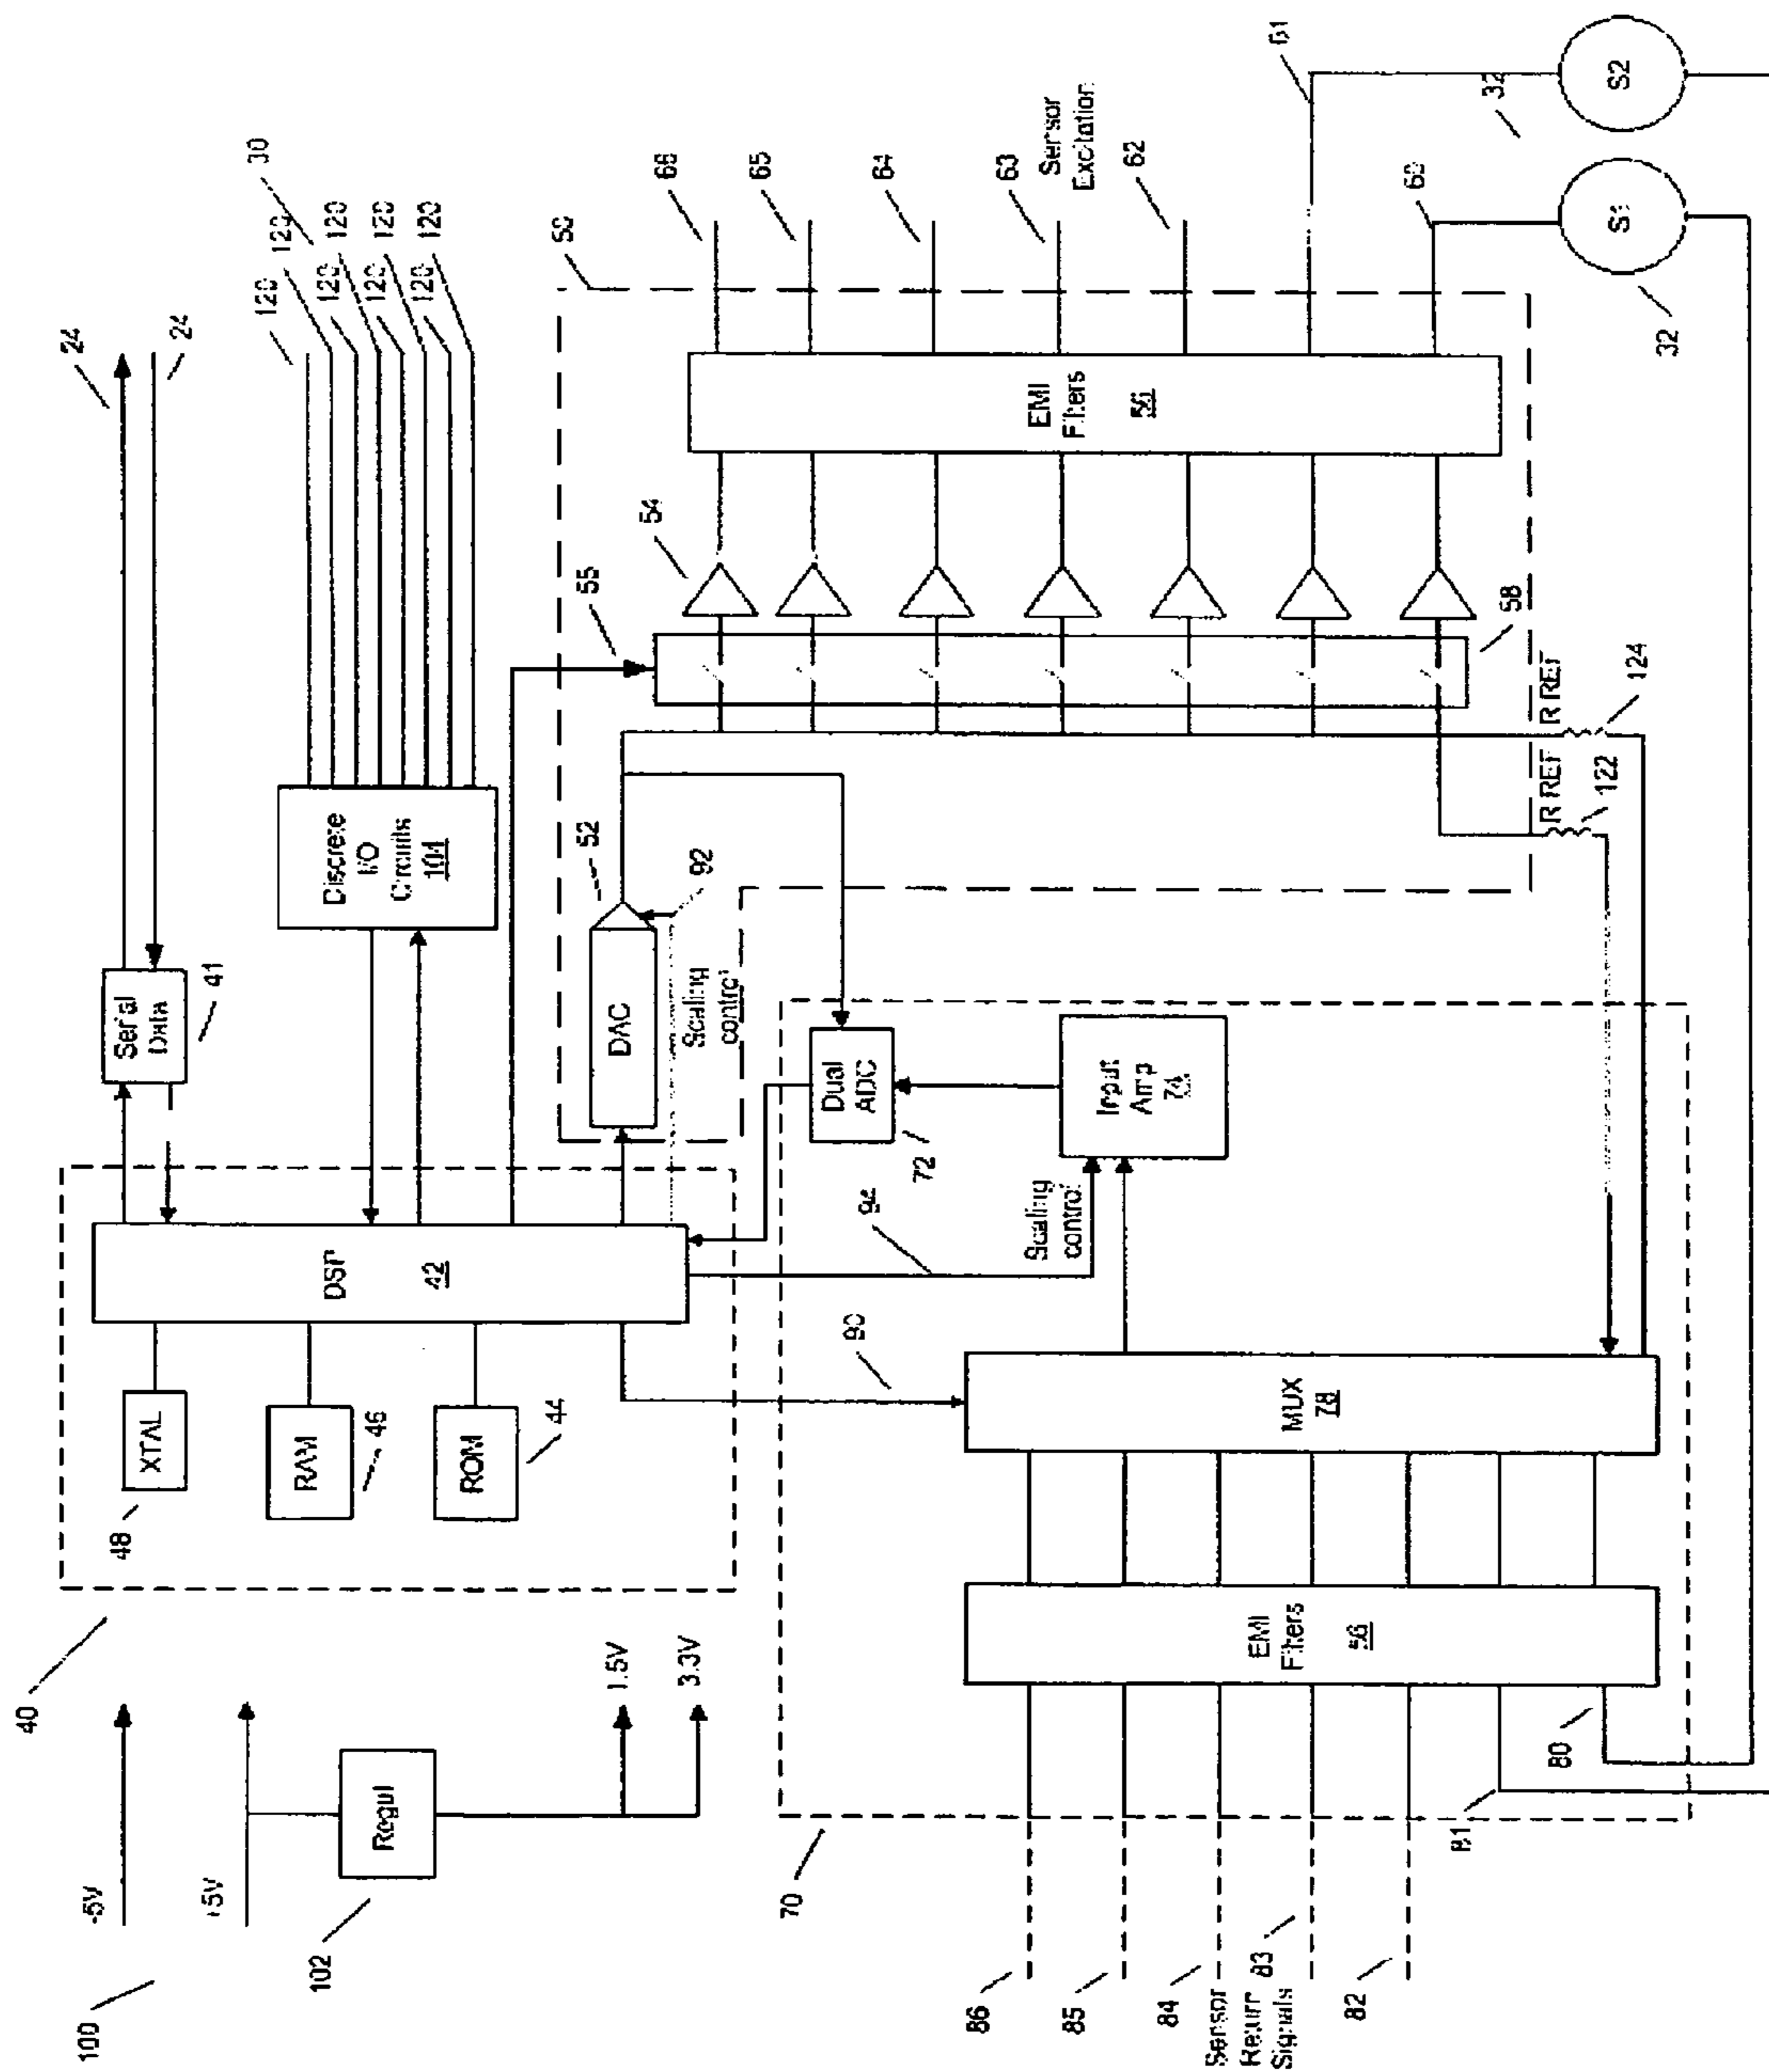 100
-5V
+5V
102
Regul
1.5V
3.3V
40
48
XTAL
RAM
46
ROM
44
DSP
42
Serial
Data
41
24
24
Discrete
I/O
Circuits
104
120
120
120
120
120
120
120
120
30
50
DAC
52
92
Scaling
control
55
54
58
EMI
Filters
56
66
65
64
63
Sensor
Excitation
62
61
60
S1
S2
32
32
R REF
124
R REF
122
70
Dual
ADC
72
Input
Amp
74
94
Scaling
control
90
MUX
78
EMI
Filters
56
86
85
84
Sensor
Return
Signals
83
82
81
80